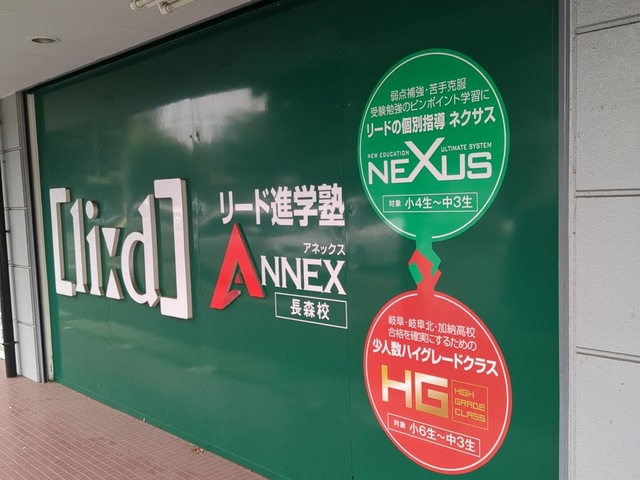 [li:d]
リード進学塾
アネックス
ANNEX
長森校
弱点補強・苦手克服
受験勉強のピンポイント学習に
リードの個別指導 ネクサス
NEW EDUCATION ULTIMATE SYSTEM
NEXUS
対象 小4生～中3生
岐阜・岐阜北・加納高校
合格を確実にするための
少人数ハイグレードクラス
HG HIGH
GRADE
CLASS
対象 小6生～中3生